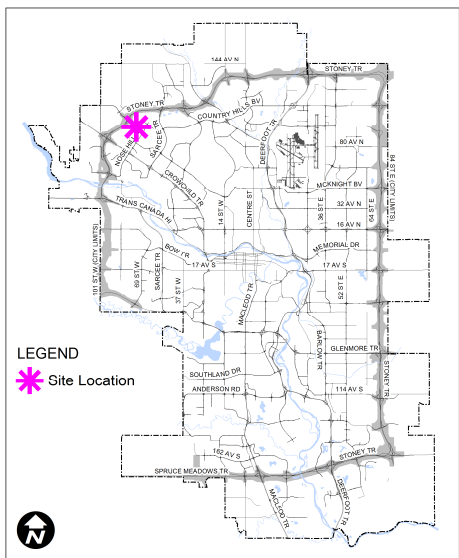 144 AV N
STONEY TR
STONEY TR
COUNTRY HILLS BV
SARCEE TR
DEERFOOT TR
80 AV N
CROWCHILD TR
MCKNIGHT BV
84 ST E (CITY LIMITS)
14 ST W
CENTRE ST
36 ST E
32 AV N
64 ST E
TRANS CANADA HI
16 AV N
101 ST W (CITY LIMITS)
BOW TR
MEMORIAL DR
17 AV S
17 AV S
69 ST W
SARCEE TR
37 ST W
52 ST E
MACLEOD TR
BARLOW TR
GLENMORE TR
LEGEND
Site Location
SOUTHLAND DR
ANDERSON RD
114 AV S
STONEY TR
162 AV S
STONEY TR
SPRUCE MEADOWS TR
MACLEOD TR
DEERFOOT TR
N